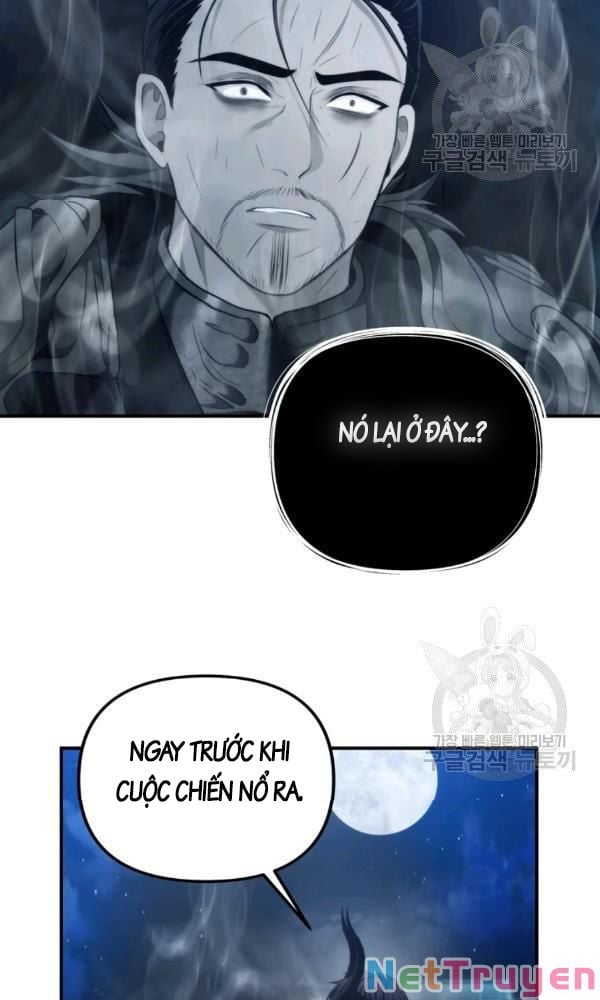 가장 빠른 웹툰 미리보기
구글검색 뉴토끼
NÓ LẠI Ở ĐÂY...?
가장 빠른 웹툰 미리보기
구글검색 뉴토끼
NGAY TRƯỚC KHI
CUỘC CHIẾN NỔ RA.
NetTruyen